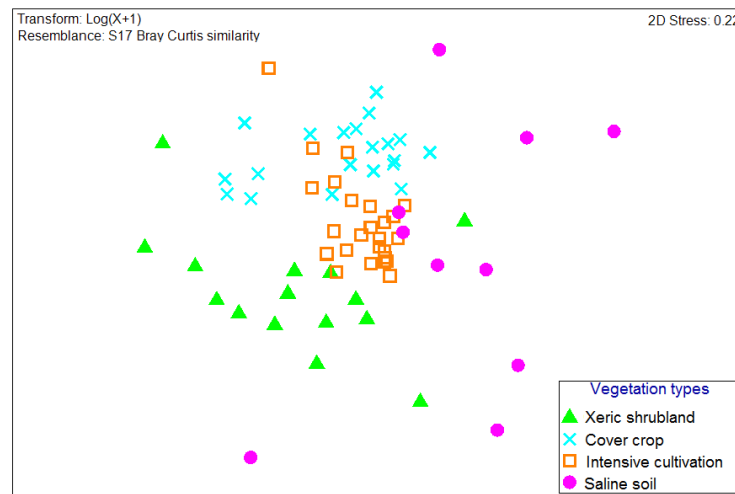 Transform: Log(X+1)
2D Stress: 0.22
Resemblance: S17 Bray Curtis similarity
Vegetation types
Xeric shrubland
Cover crop
Intensive cultivation
Saline soil